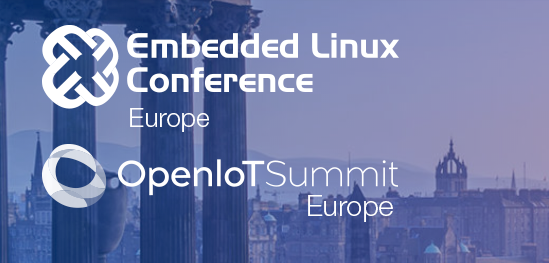 Embedded Linux
Conference
Europe
OpenIoTSummit
Europe